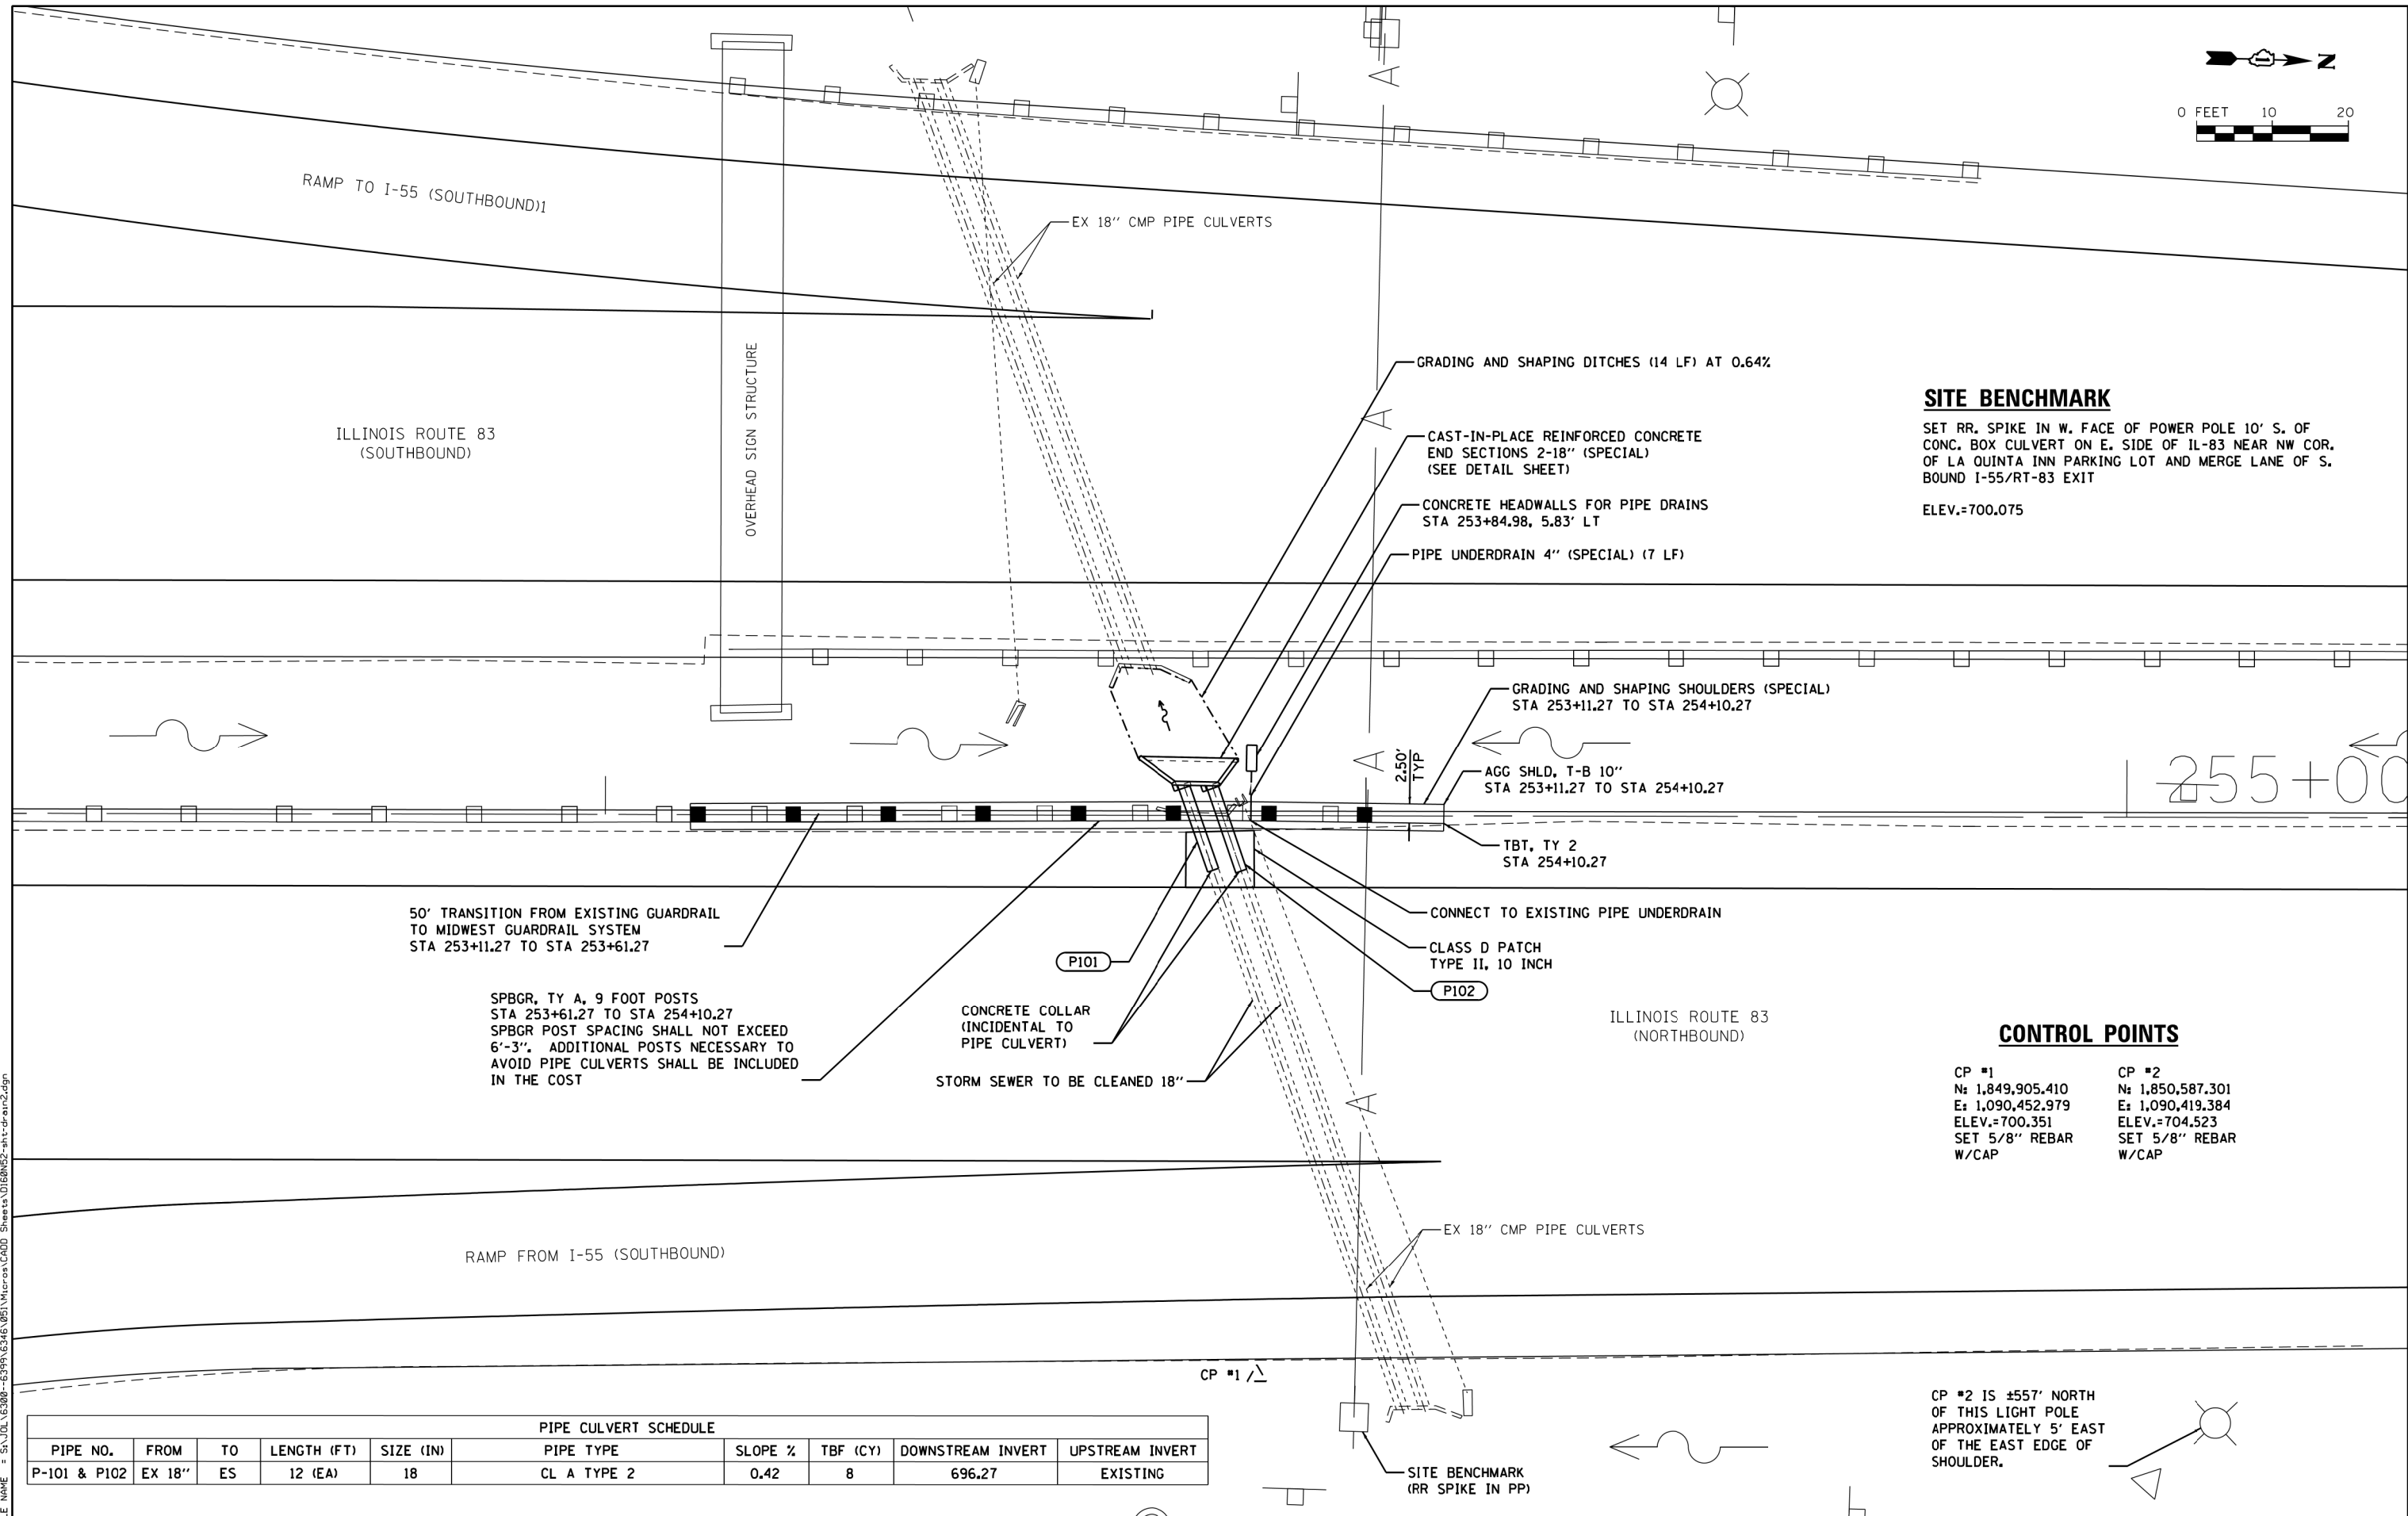 N
0 FEET 10 20
RAMP TO I-55 (SOUTHBOUND)1
EX 18'' CMP PIPE CULVERTS
A
OVERHEAD SIGN STRUCTURE
ILLINOIS ROUTE 83
(SOUTHBOUND)
GRADING AND SHAPING DITCHES (14 LF) AT 0.64%
A
CAST-IN-PLACE REINFORCED CONCRETE
END SECTIONS 2-18'' (SPECIAL)
(SEE DETAIL SHEET)
CONCRETE HEADWALLS FOR PIPE DRAINS
STA 253+84.98, 5.83' LT
PIPE UNDERDRAIN 4'' (SPECIAL) (7 LF)
SITE BENCHMARK
SET RR. SPIKE IN W. FACE OF POWER POLE 10' S. OF
CONC. BOX CULVERT ON E. SIDE OF IL-83 NEAR NW COR.
OF LA QUINTA INN PARKING LOT AND MERGE LANE OF S.
BOUND I-55/RT-83 EXIT
ELEV.=700.075
GRADING AND SHAPING SHOULDERS (SPECIAL)
STA 253+11.27 TO STA 254+10.27
A
2.50'
TYP
AGG SHLD, T-B 10''
STA 253+11.27 TO STA 254+10.27
255+00
TBT, TY 2
STA 254+10.27
50' TRANSITION FROM EXISTING GUARDRAIL
TO MIDWEST GUARDRAIL SYSTEM
STA 253+11.27 TO STA 253+61.27
CONNECT TO EXISTING PIPE UNDERDRAIN
CLASS D PATCH
TYPE II, 10 INCH
P101
P102
SPBGR, TY A, 9 FOOT POSTS
STA 253+61.27 TO STA 254+10.27
SPBGR POST SPACING SHALL NOT EXCEED
6'-3''. ADDITIONAL POSTS NECESSARY TO
AVOID PIPE CULVERTS SHALL BE INCLUDED
IN THE COST
CONCRETE COLLAR
(INCIDENTAL TO
PIPE CULVERT)
STORM SEWER TO BE CLEANED 18''
A
ILLINOIS ROUTE 83
(NORTHBOUND)
CONTROL POINTS
CP #1
N: 1,849,905.410
E: 1,090,452.979
ELEV.=700.351
SET 5/8'' REBAR
W/CAP
CP #2
N: 1,850,587.301
E: 1,090,419.384
ELEV.=704.523
SET 5/8'' REBAR
W/CAP
RAMP FROM I-55 (SOUTHBOUND)
EX 18'' CMP PIPE CULVERTS
CP #1
SITE BENCHMARK
(RR SPIKE IN PP)
CP #2 IS ±557' NORTH
OF THIS LIGHT POLE
APPROXIMATELY 5' EAST
OF THE EAST EDGE OF
SHOULDER.
PIPE CULVERT SCHEDULE
PIPE NO. FROM TO LENGTH (FT) SIZE (IN) PIPE TYPE SLOPE % TBF (CY) DOWNSTREAM INVERT UPSTREAM INVERT
P-101 & P102 EX 18'' ES 12 (EA) 18 CL A TYPE 2 0.42 8 696.27 EXISTING